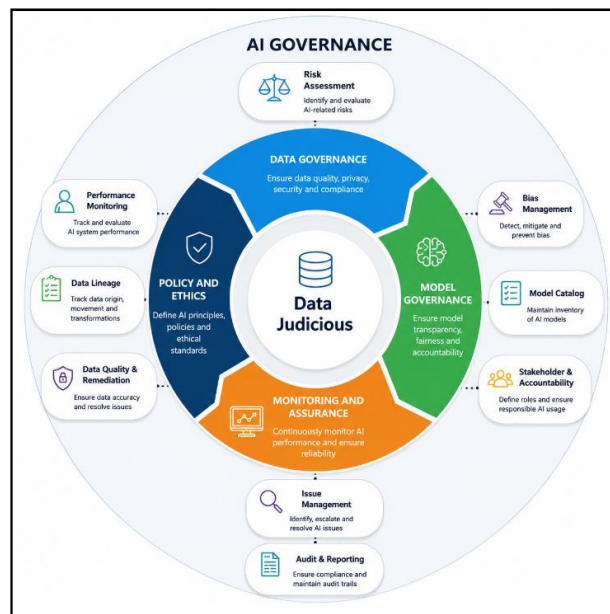 AI GOVERNANCE
Risk
Assessment
Identify and evaluate
AI-related risks
DATA GOVERNANCE
Ensure data quality, privacy,
security and compliance
Performance
Monitoring
Track and evaluate
AI system performance
Bias
Management
Detect, mitigate and
prevent bias
Data Lineage
Track data origin,
movement and
transformations
POLICY AND
ETHICS
Define AI principles,
policies and
ethical standards
Data
Judicious
MODEL
GOVERNANCE
Ensure model
transparency,
fairness and
accountability
Model Catalog
Maintain inventory
of AI models
Data Quality &
Remediation
Ensure data accuracy
and resolve issues
Stakeholder &
Accountability
Define roles and ensure
responsible AI usage
MONITORING AND
ASSURANCE
Continuously monitor AI
performance and ensure
reliability
Issue
Management
Identify, escalate and
resolve AI issues
Audit & Reporting
Ensure compliance and
maintain audit trails